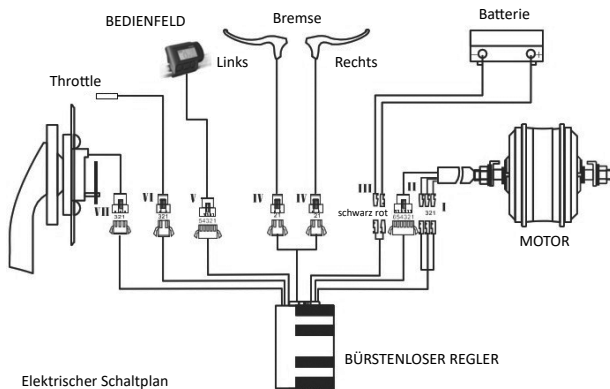 Bremse
Batterie
BEDIENFELD
Links
Rechts
Throttle
- +
VII
VI
V
IV
IV
III
II
I
321
321
54321
21
21
schwarz rot
654321
321
MOTOR
BÜRSTENLOSER REGLER
Elektrischer Schaltplan